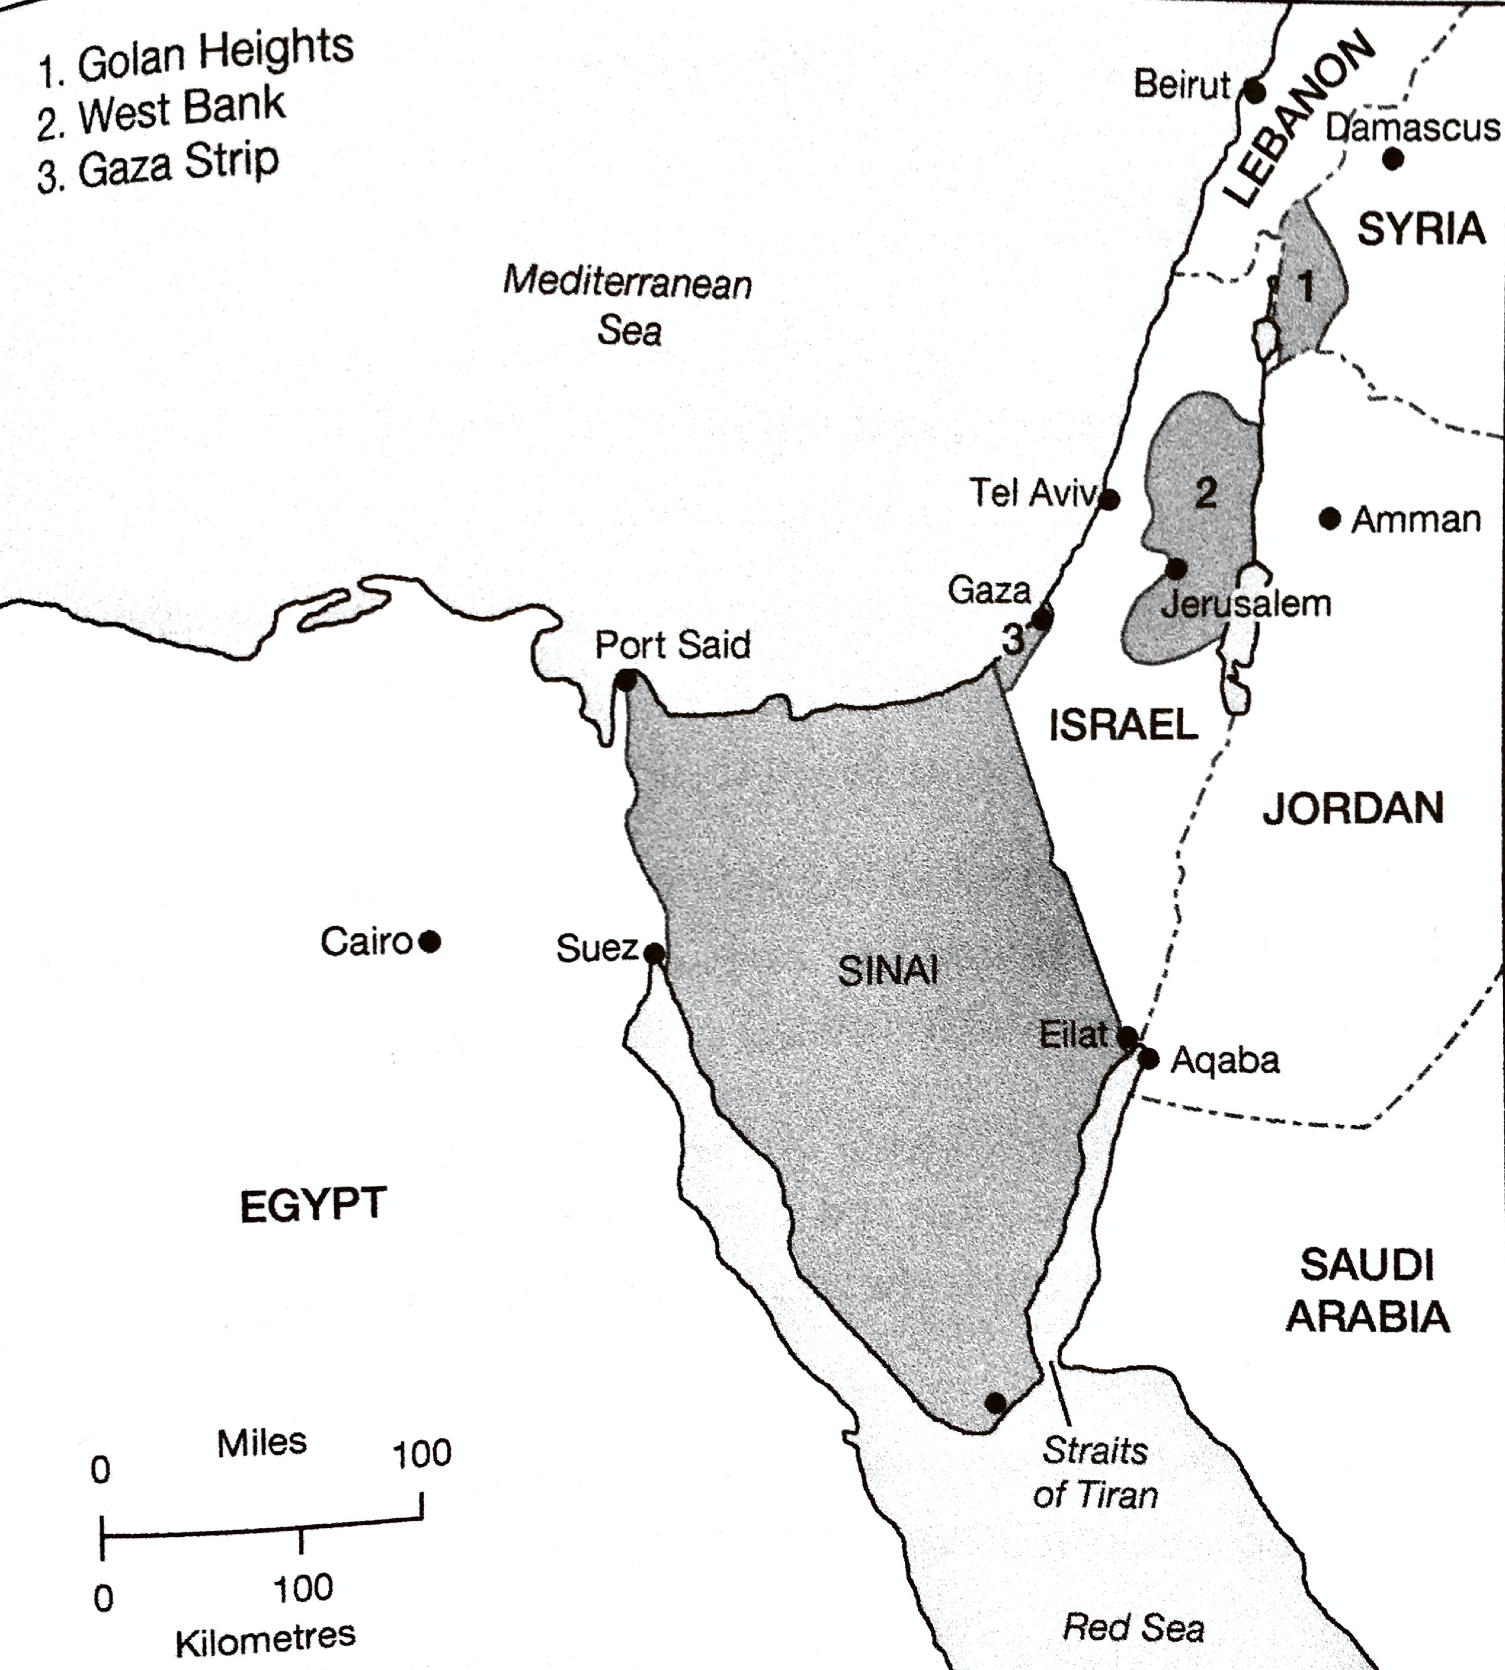 1. Golan Heights
2. West Bank
3. Gaza Strip
Beirut
LEBANON
Damascus
SYRIA
Mediterranean
Sea
1
Tel Aviv
2
Amman
Gaza
Jerusalem
3
Port Said
ISRAEL
JORDAN
Cairo
Suez
SINAI
Eilat
Aqaba
EGYPT
SAUDI
ARABIA
Straits
of Tiran
Miles
0 100
0 100
Kilometres
Red Sea